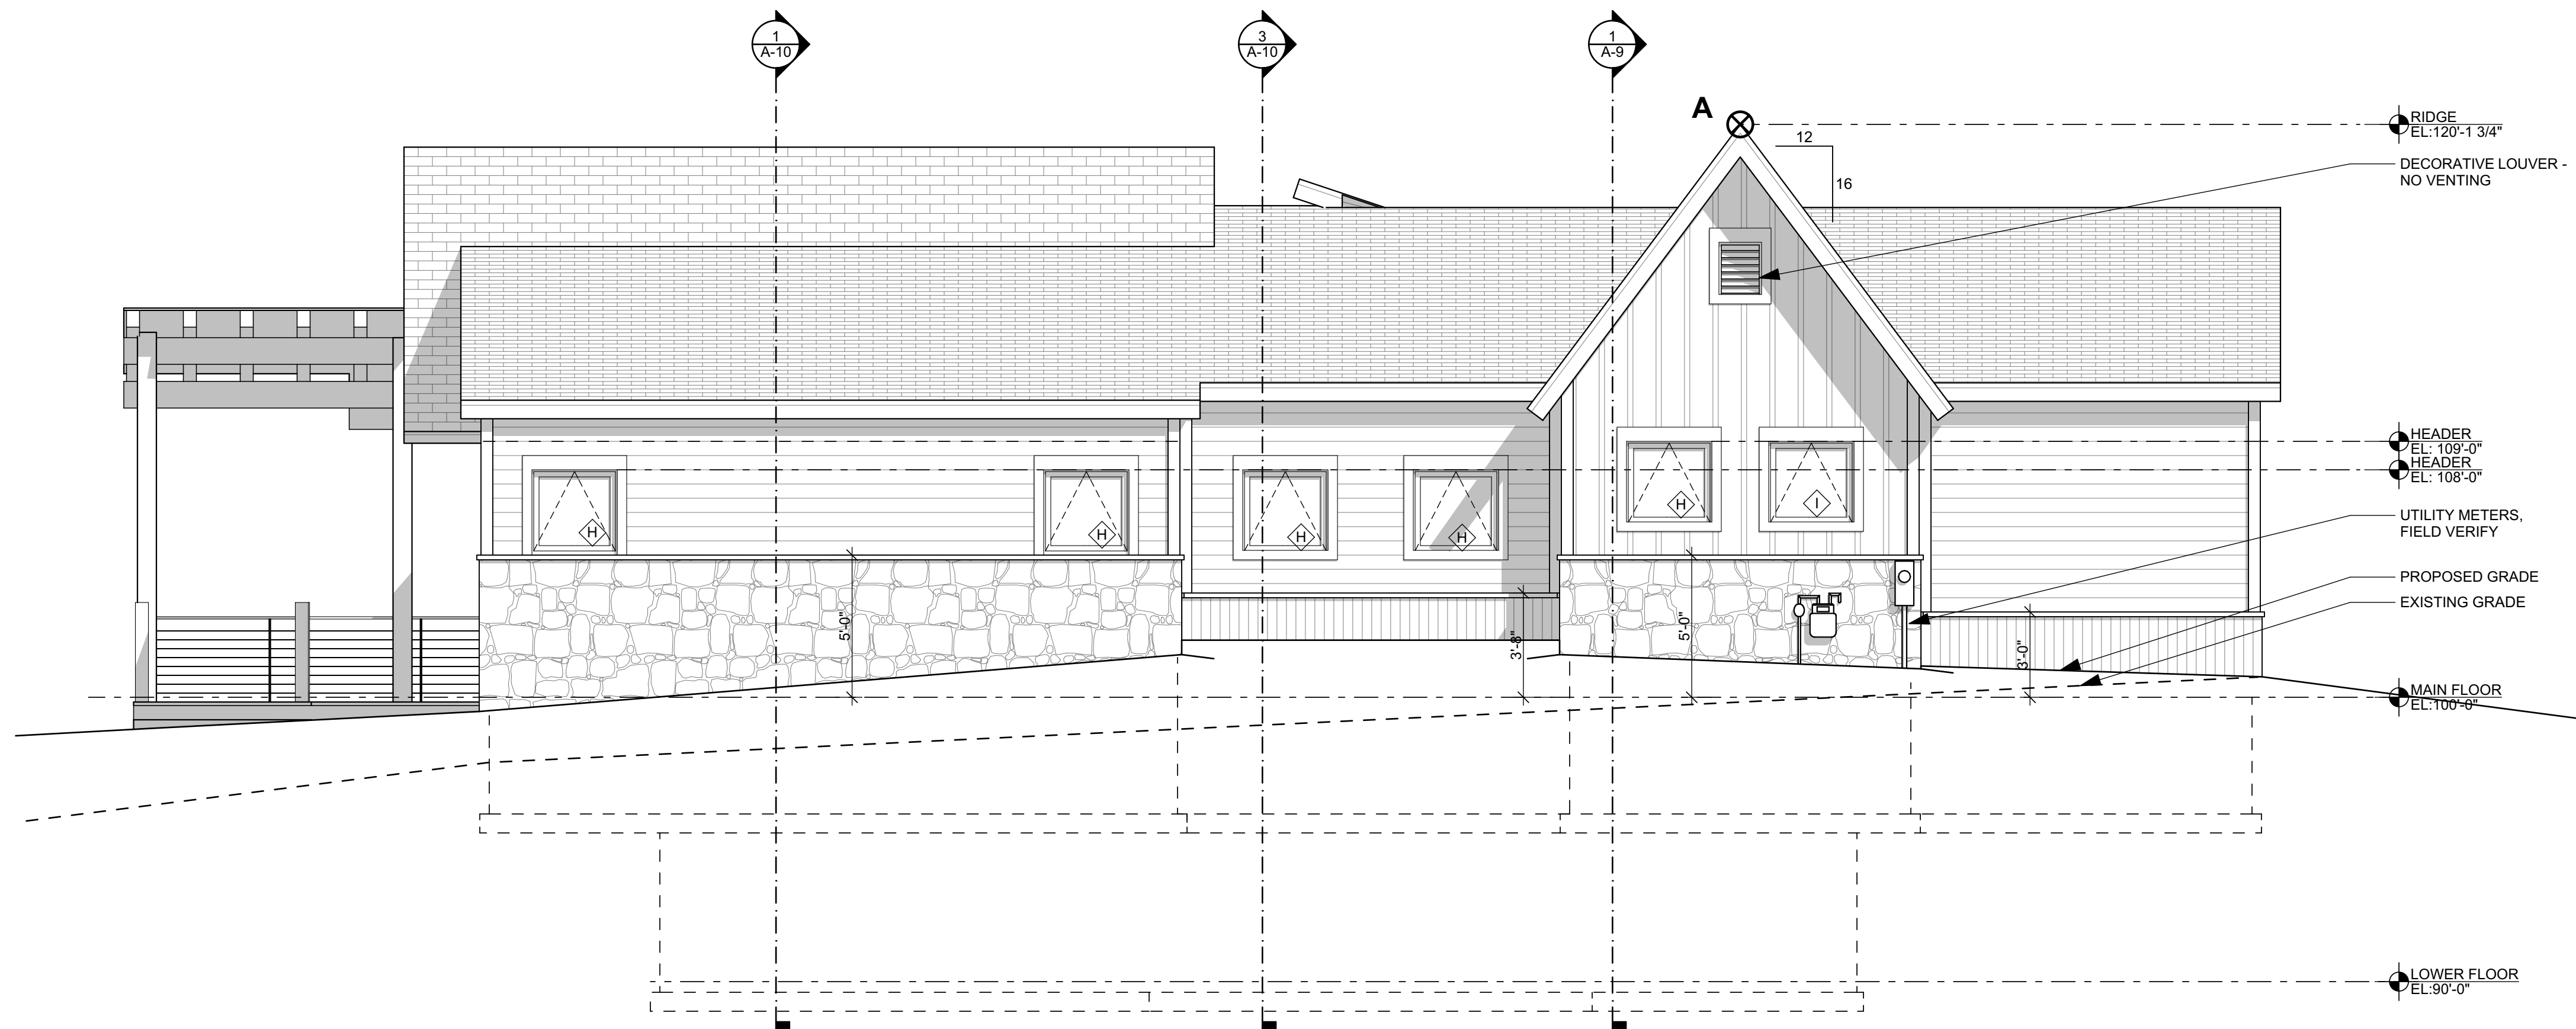 1
A-10
3
A-10
1
A-9
A
12
16
RIDGE
EL:120'-1 3/4"
DECORATIVE LOUVER -
NO VENTING
HEADER
EL: 109'-0"
HEADER
EL: 108'-0"
H
H
H
H
H
I
UTILITY METERS,
FIELD VERIFY
PROPOSED GRADE
EXISTING GRADE
5'-0"
3'-8"
5'-0"
3'-0"
MAIN FLOOR
EL:100'-0"
LOWER FLOOR
EL:90'-0"